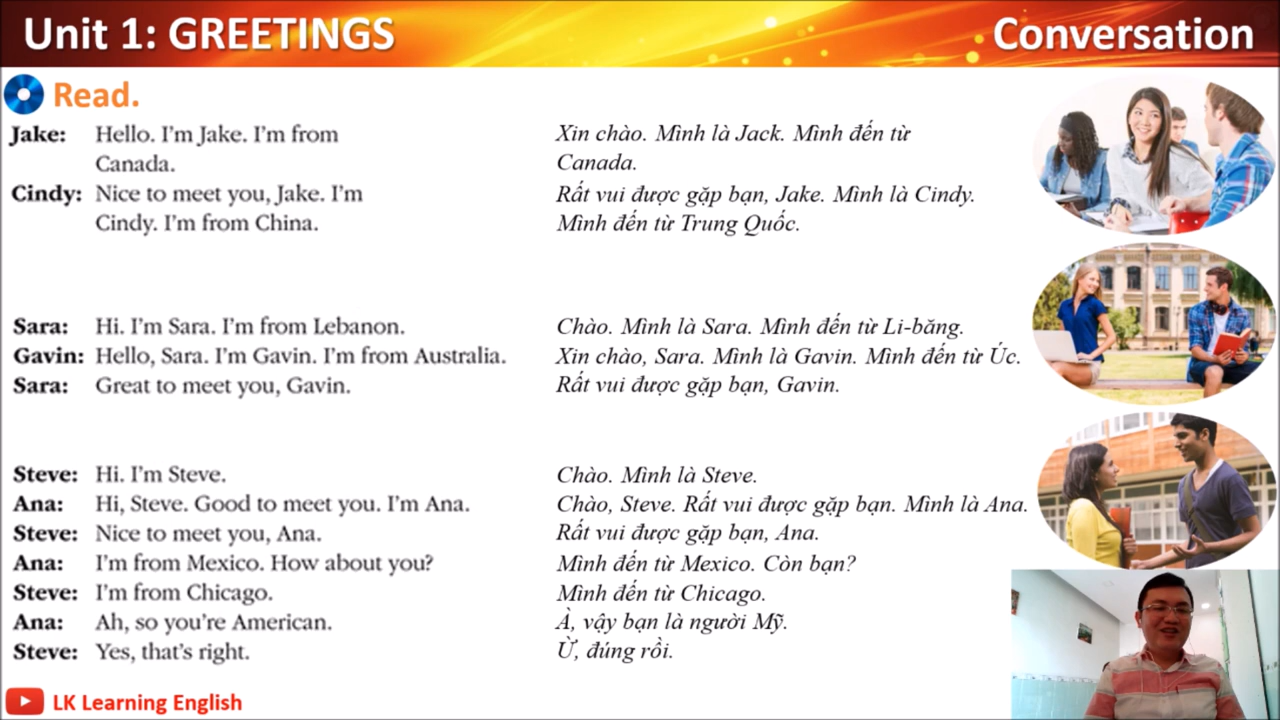 Unit 1: GREETINGS
Conversation
Read.
Jake: Hello. I'm Jake. I'm from
Canada.
Cindy: Nice to meet you, Jake. I'm
Cindy. I'm from China.
Xin chào. Mình là Jack. Mình đến từ
Canada.
Rất vui được gặp bạn, Jake. Mình là Cindy.
Mình đến từ Trung Quốc.
Sara: Hi. I'm Sara. I'm from Lebanon.
Gavin: Hello, Sara. I'm Gavin. I'm from Australia.
Sara: Great to meet you, Gavin.
Chào. Mình là Sara. Mình đến từ Li-băng.
Xin chào, Sara. Mình là Gavin. Mình đến từ Úc.
Rất vui được gặp bạn, Gavin.
Steve: Hi. I'm Steve.
Ana: Hi, Steve. Good to meet you. I'm Ana.
Steve: Nice to meet you, Ana.
Ana: I'm from Mexico. How about you?
Steve: I'm from Chicago.
Ana: Ah, so you're American.
Steve: Yes, that's right.
Chào. Mình là Steve.
Chào, Steve. Rất vui được gặp bạn. Mình là Ana.
Rất vui được gặp bạn, Ana.
Mình đến từ Mexico. Còn bạn?
Mình đến từ Chicago.
À, vậy bạn là người Mỹ.
Ừ, đúng rồi.
LK Learning English